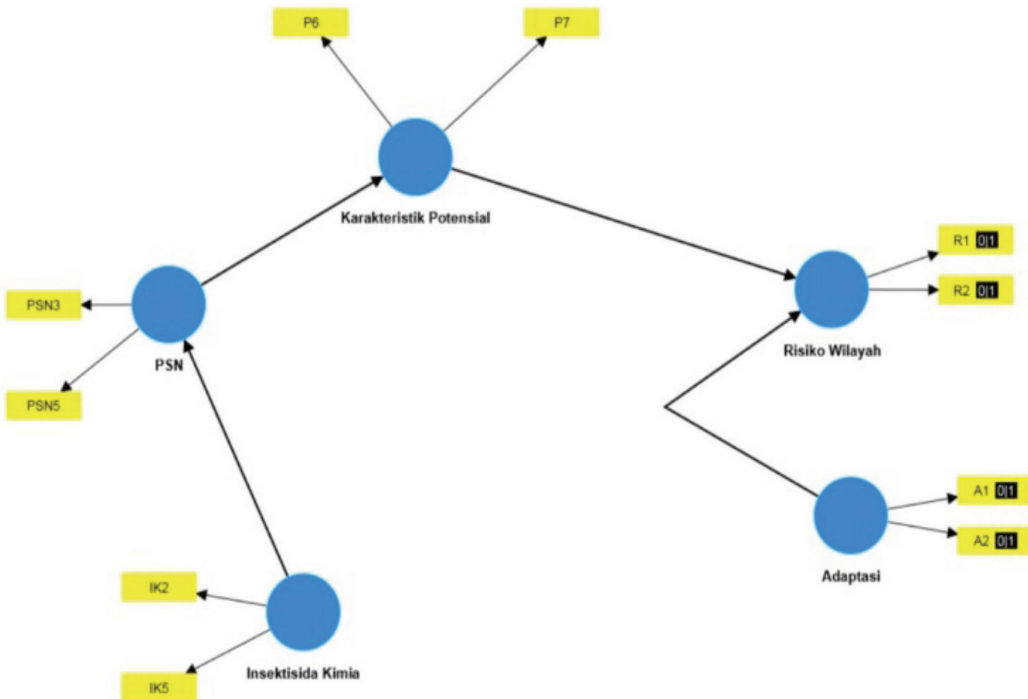 P6
P7
Karakteristik Potensial
R1 0|1
R2 0|1
Risiko Wilayah
PSN3
PSN
PSN5
A1 0|1
A2 0|1
Adaptasi
IK2
IK5
Insektisida Kimia